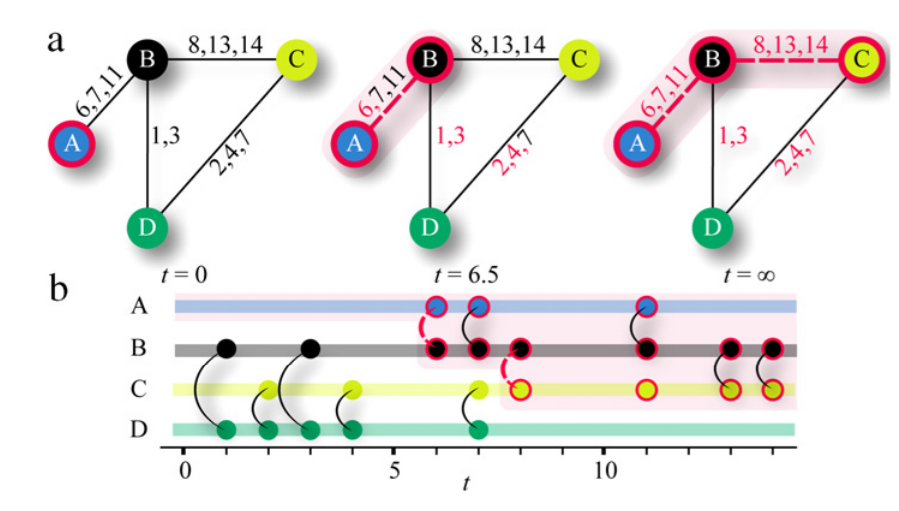 a
B 8,13,14 C
6,7,11
A
1,3
2,4,7
D
B 8,13,14 C
6,7,11
A
1,3
2,4,7
D
B 8,13,14 C
6,7,11
A
1,3
2,4,7
D
t = 0 t = 6.5 t = ∞
b
A
B
C
D
0 5 10
t